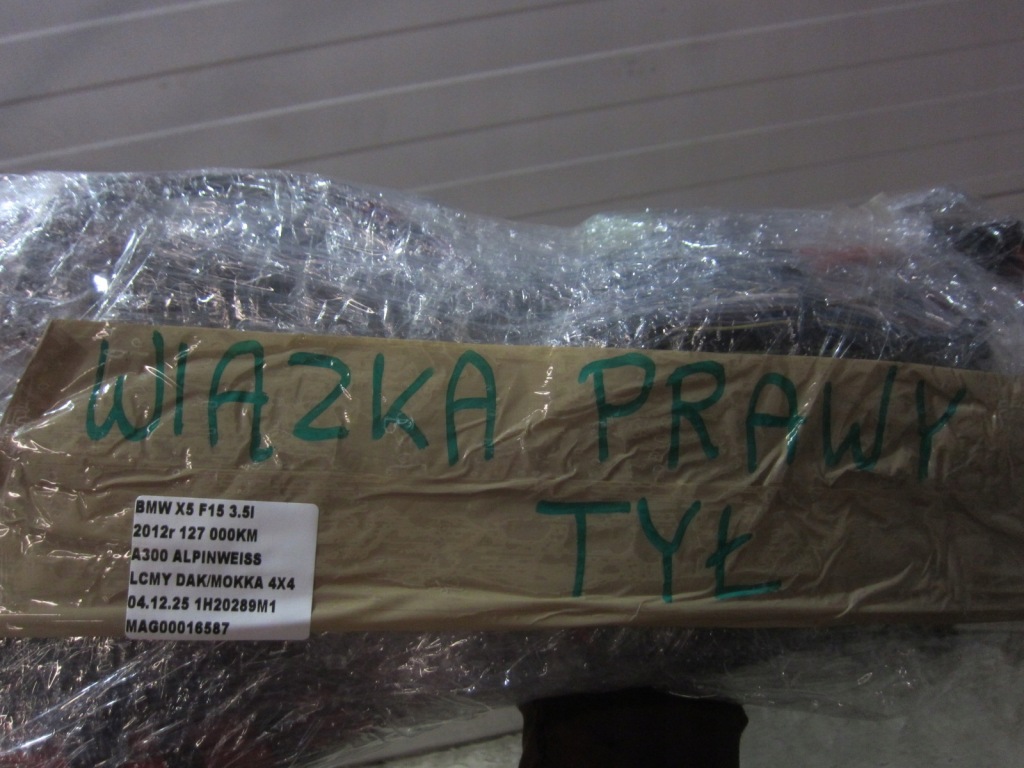 WIĄZKA PRAWY
TYŁ
BMW X5 F15 3.5I
2012r 127 000KM
A300 ALPINWEISS
LCMY DAK/MOKKA 4X4
04.12.25 1H20289M1
MAG00016587